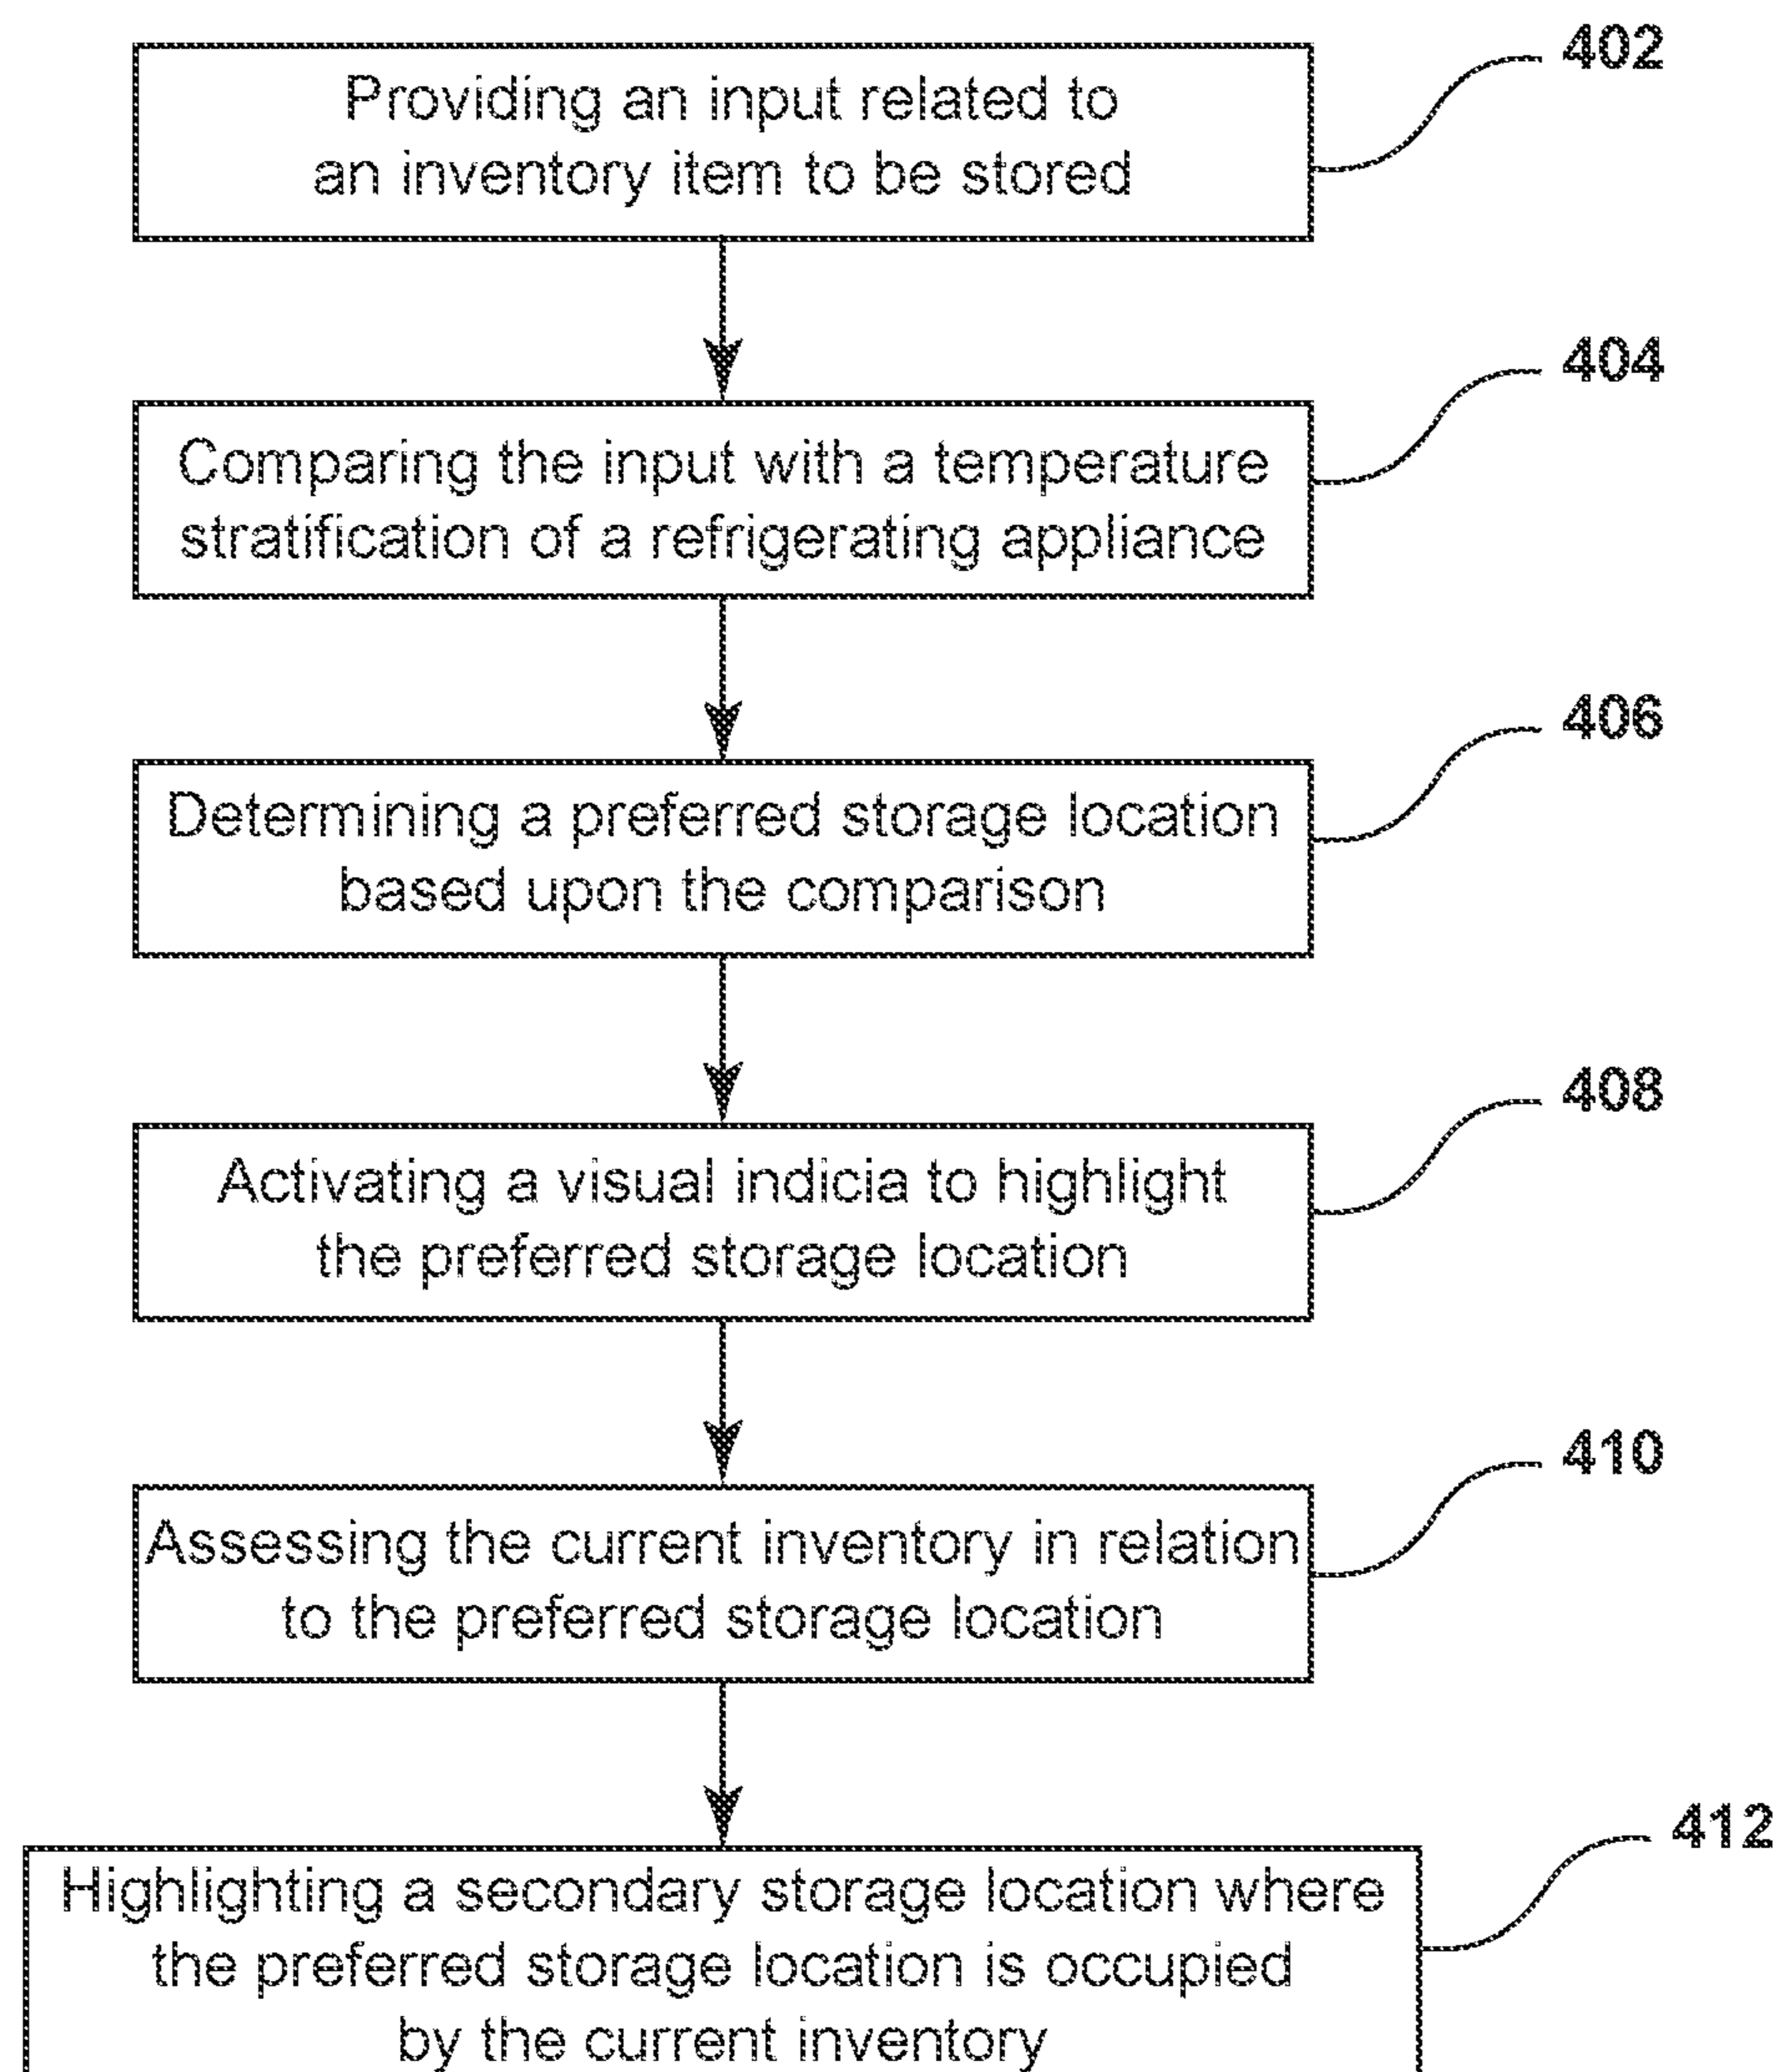 402
Providing an input related to
an inventory item to be stored
404
Comparing the input with a temperature
stratification of a refrigerating appliance
406
Determining a preferred storage location
based upon the comparison
408
Activating a visual indicia to highlight
the preferred storage location
410
Assessing the current inventory in relation
to the preferred storage location
412
Highlighting a secondary storage location where
the preferred storage location is occupied
by the current inventory